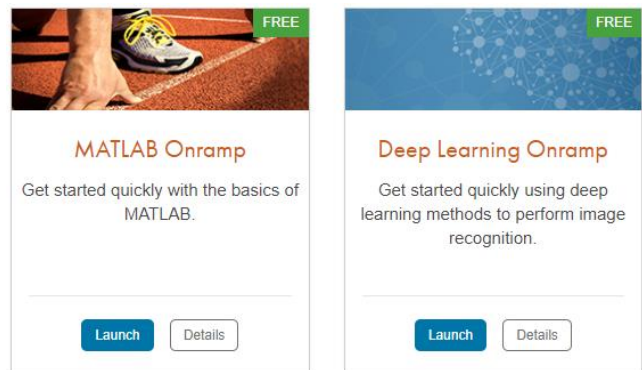 FREE
MATLAB Onramp
Get started quickly with the basics of
MATLAB.
Launch
Details
FREE
Deep Learning Onramp
Get started quickly using deep
learning methods to perform image
recognition.
Launch
Details